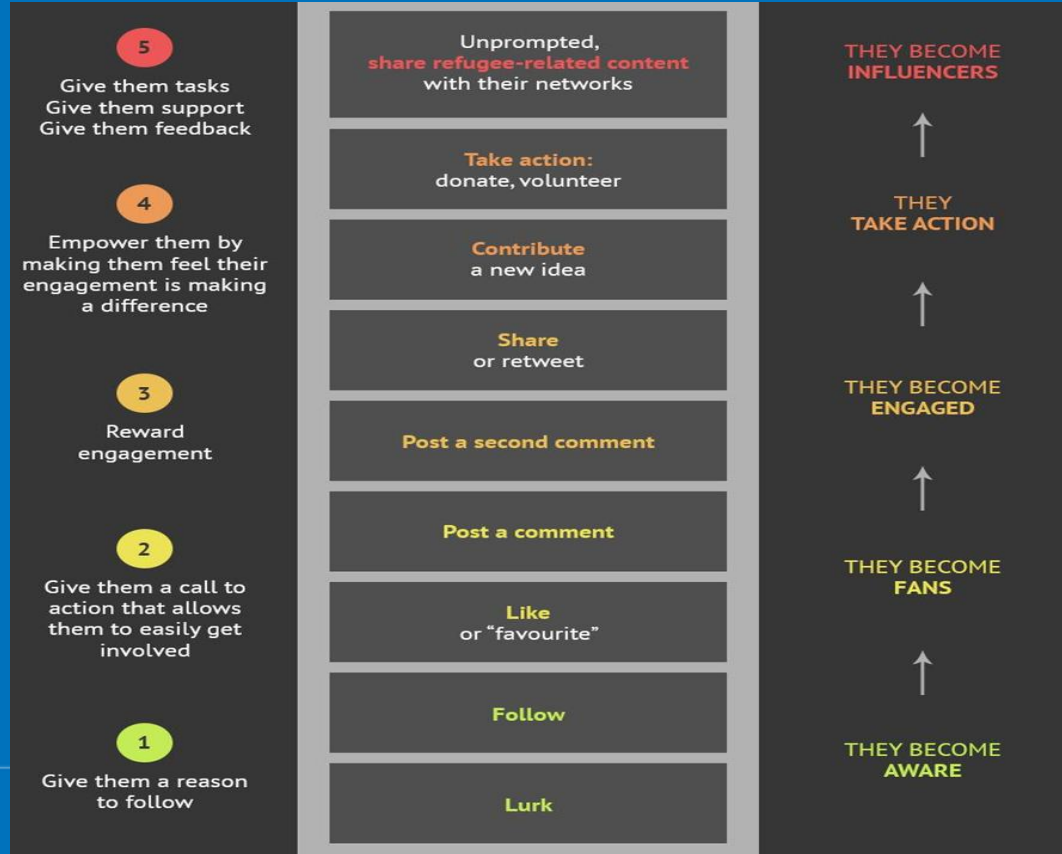 5
Give them tasks
Give them support
Give them feedback
4
Empower them by
making them feel their
engagement is making
a difference
3
Reward
engagement
2
Give them a call to
action that allows
them to easily get
involved
1
Give them a reason
to follow
Unprompted,
share refugee-related content
with their networks
Take action:
donate, volunteer
Contribute
a new idea
Share
or retweet
Post a second comment
Post a comment
Like
or “favourite”
Follow
Lurk
THEY BECOME
INFLUENCERS
THEY
TAKE ACTION
THEY BECOME
ENGAGED
THEY BECOME
FANS
THEY BECOME
AWARE